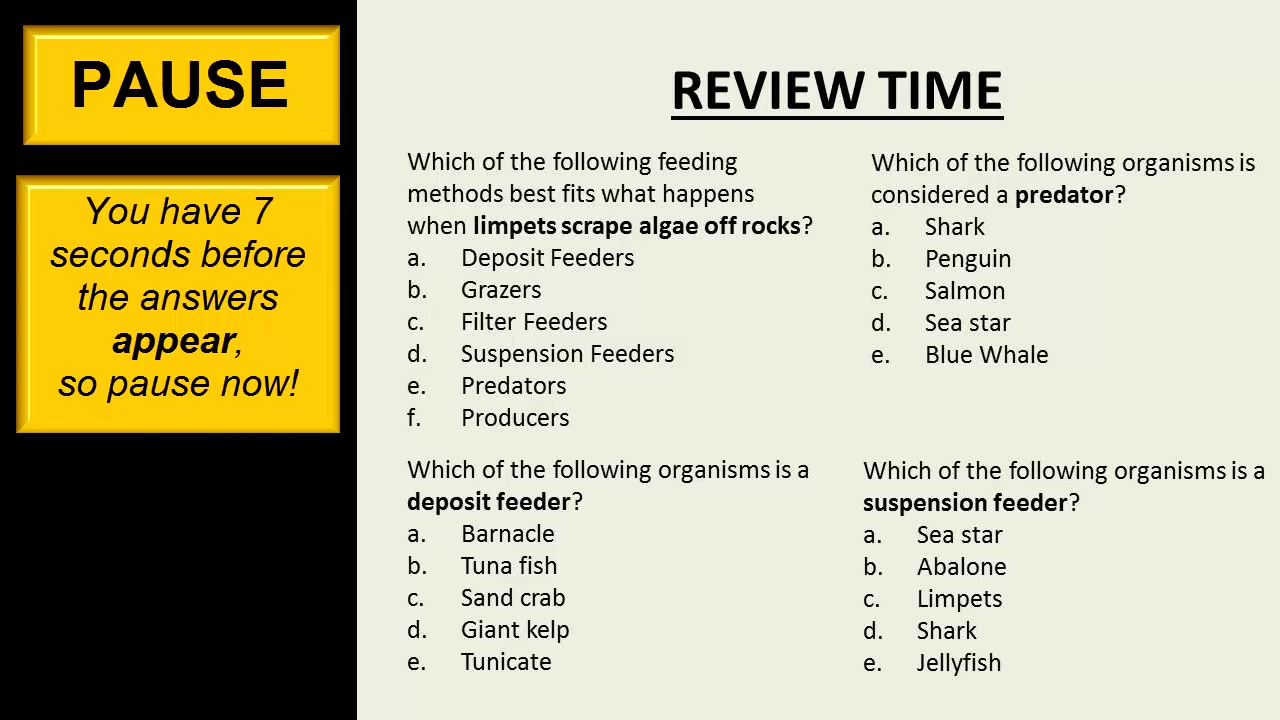 PAUSE
You have 7
seconds before
the answers
appear,
so pause now!
REVIEW TIME
Which of the following feeding
methods best fits what happens
when limpets scrape algae off rocks?
a. Deposit Feeders
b. Grazers
c. Filter Feeders
d. Suspension Feeders
e. Predators
f. Producers
Which of the following organisms is
considered a predator?
a. Shark
b. Penguin
c. Salmon
d. Sea star
e. Blue Whale
Which of the following organisms is a
deposit feeder?
a. Barnacle
b. Tuna fish
c. Sand crab
d. Giant kelp
e. Tunicate
Which of the following organisms is a
suspension feeder?
a. Sea star
b. Abalone
c. Limpets
d. Shark
e. Jellyfish